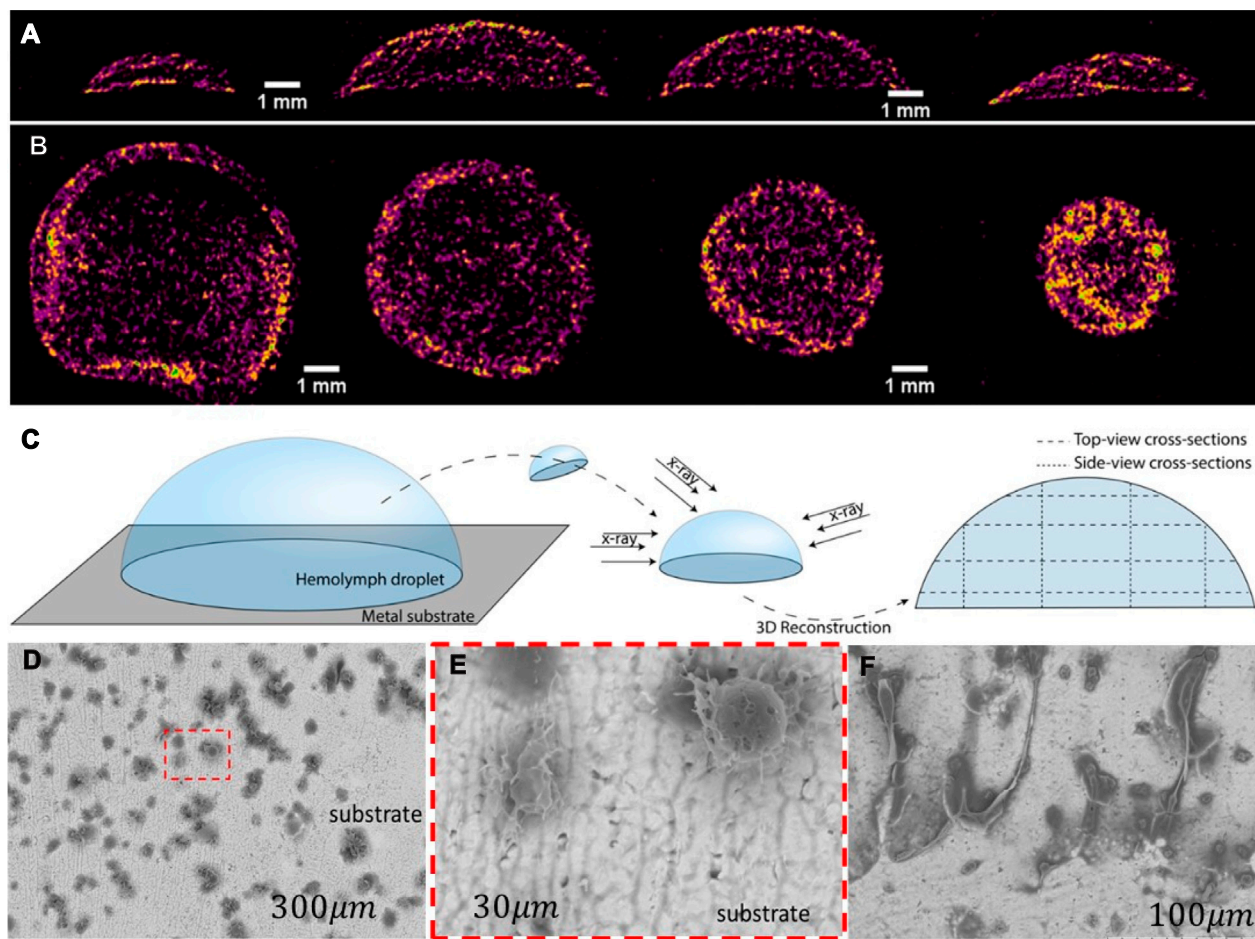 A
1 mm
1 mm
B
1 mm
1 mm
C
Top-view cross-sections
Side-view cross-sections
x-ray
x-ray
x-ray
Hemolymph droplet
Metal substrate
3D Reconstruction
D
substrate
300μm
E
30μm
substrate
F
100μm